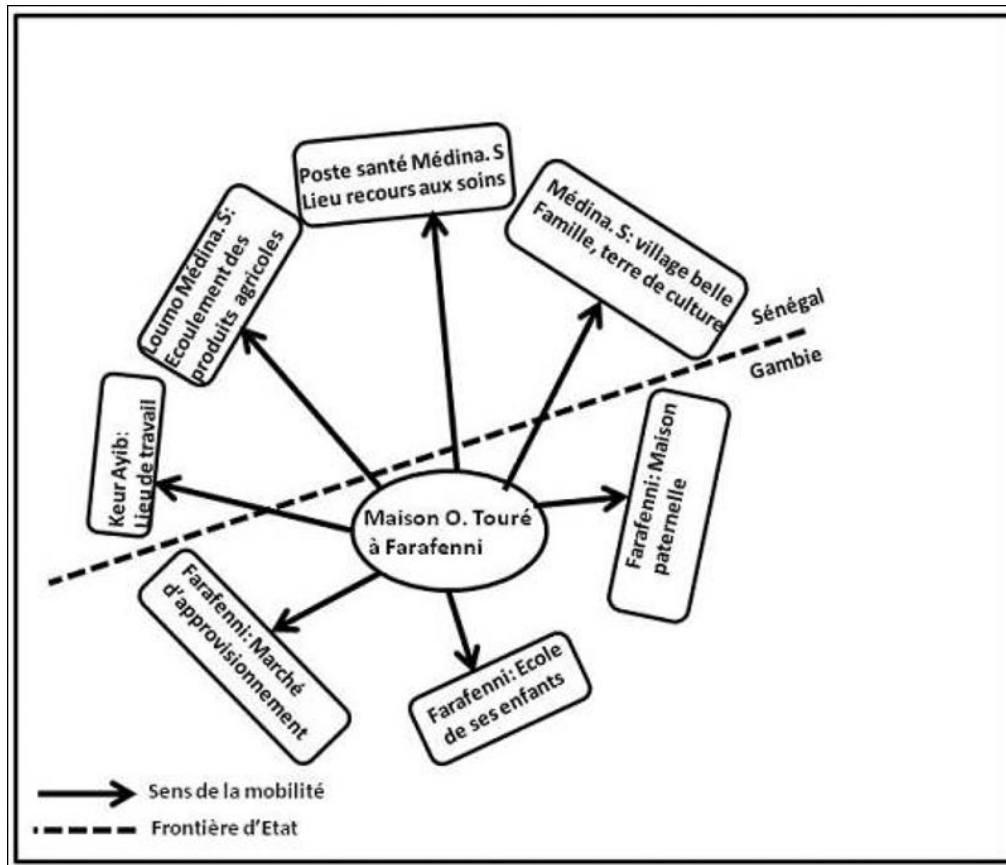 Poste santé Médina. S
Lieu recours aux soins
Médina. S: village belle
Famille, terre de culture
Loumo Médina. S:
Ecoulement des
produits agricoles
Sénégal
Gambie
Keur Ayib:
Lieu de travail
Maison O. Touré
à Farafenni
Farafenni: Maison
paternelle
Farafenni: Marché
d'approvisionnement
Farafenni: Ecole
de ses enfants
Sens de la mobilité
Frontière d'Etat